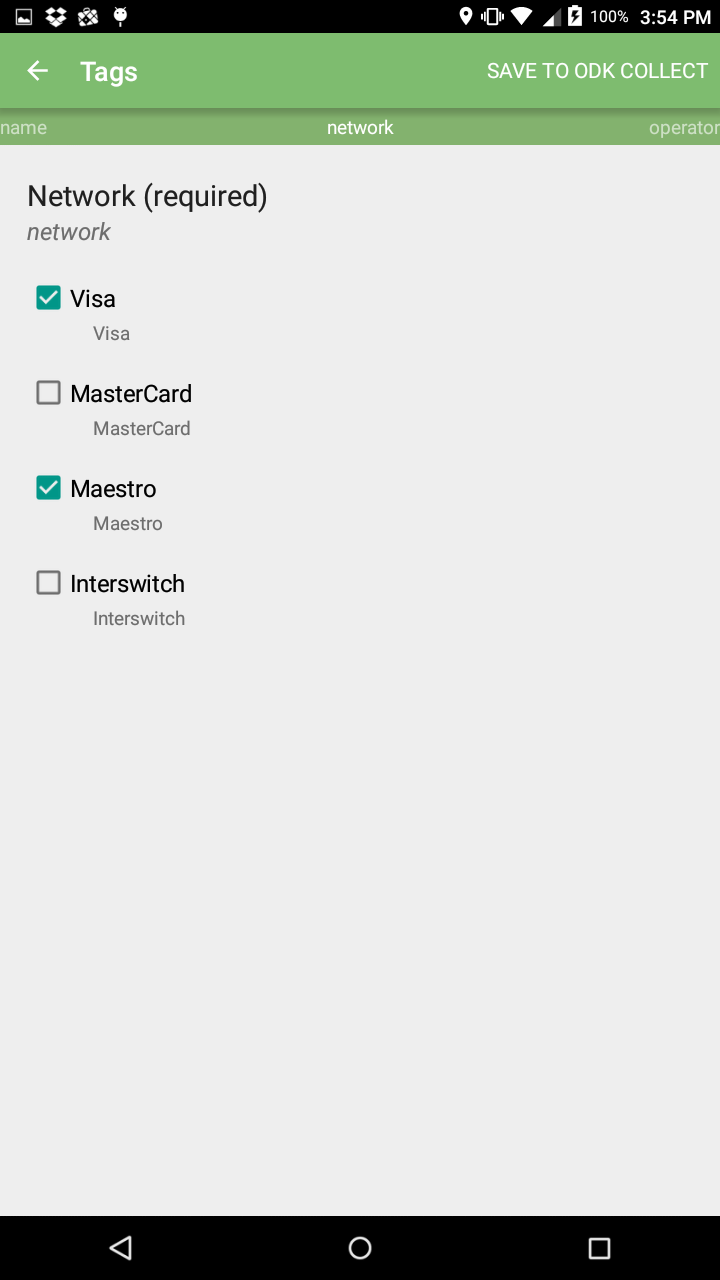 100% 3:54 PM
Tags SAVE TO ODK COLLECT
name network operator
Network (required)
network
Visa
Visa
MasterCard
MasterCard
Maestro
Maestro
Interswitch
Interswitch